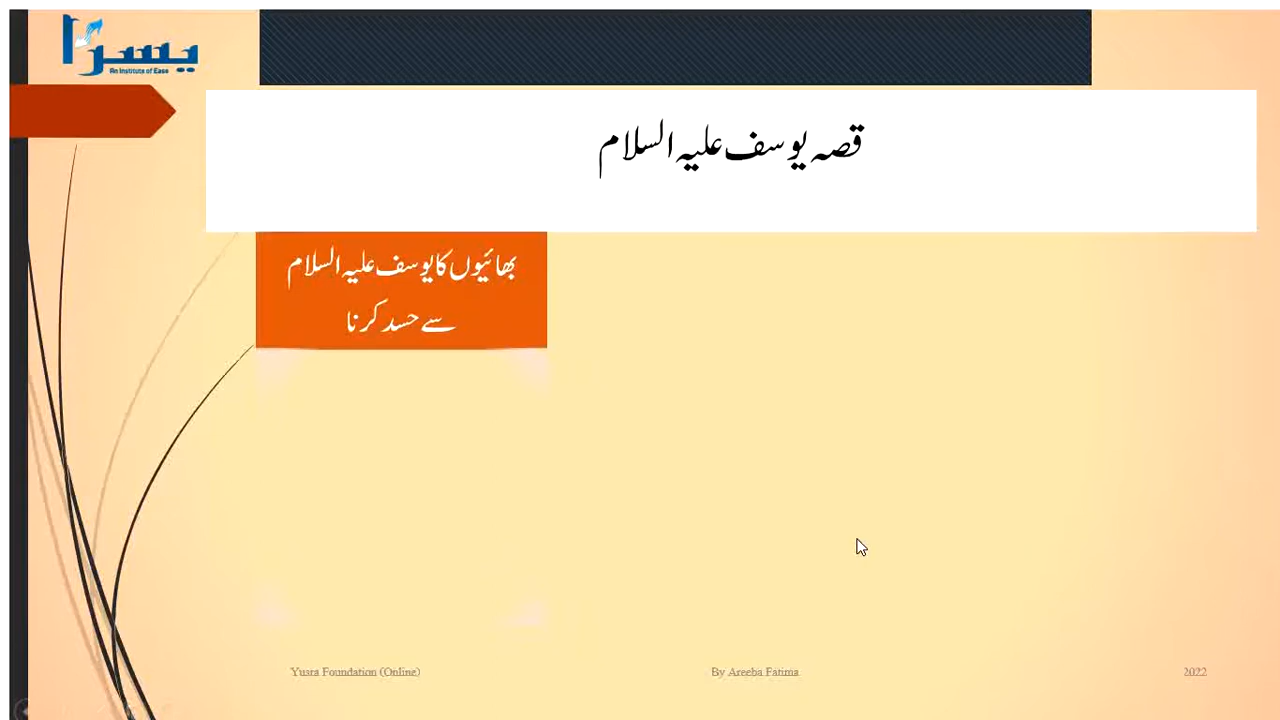 یسرا
An Institute of Ease
قصہ یوسف علیہ السلام
بھائیوں کا یوسف علیہ السلام
سے حسد کرنا
Yusra Foundation (Online)
By Areeba Fatima
2022